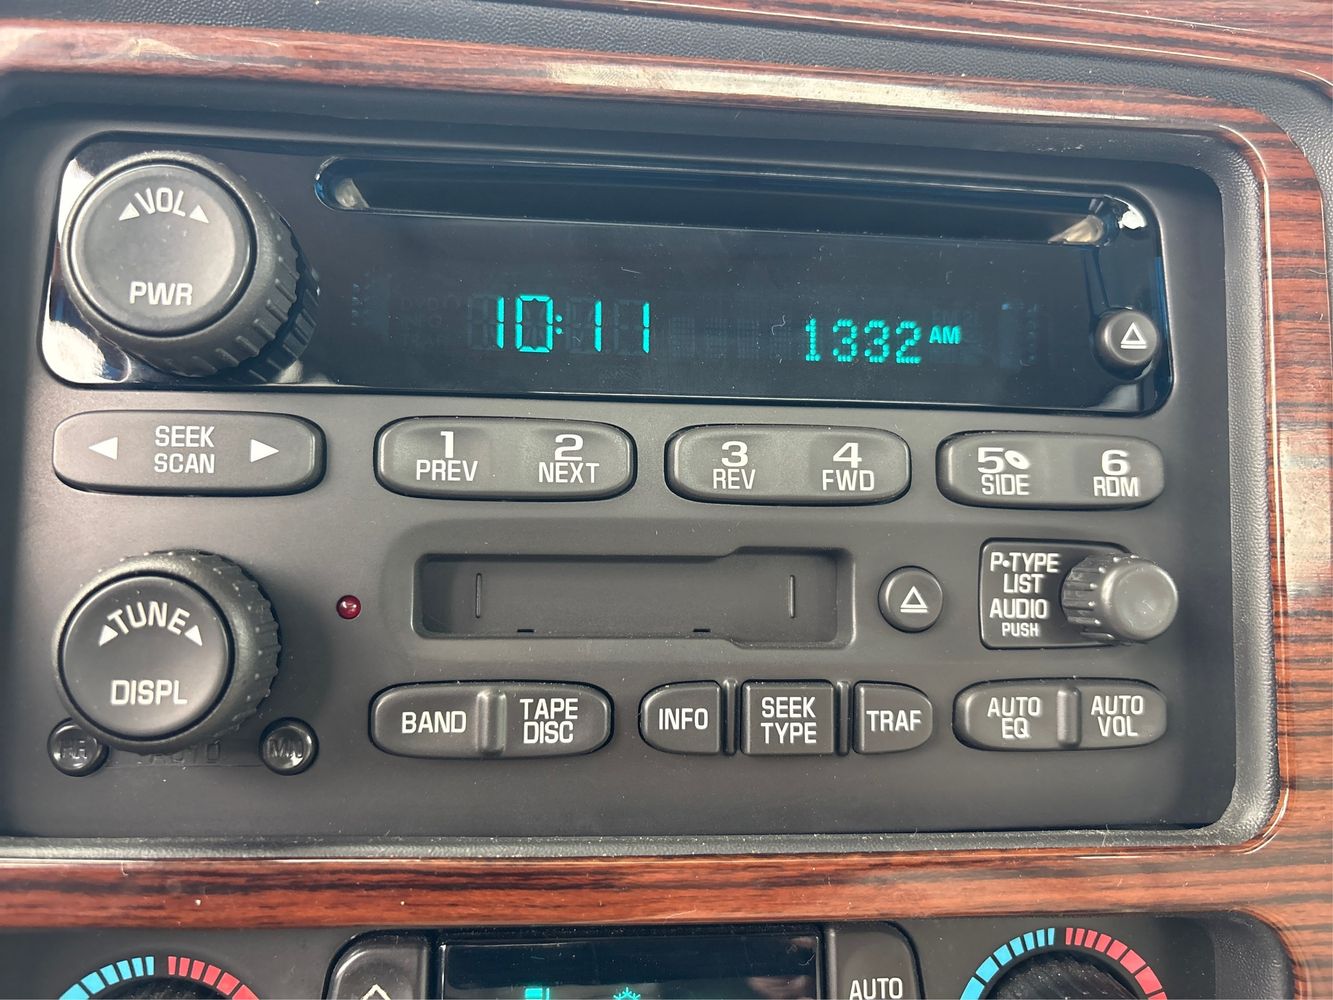 VOL
PWR
10:11 1332 AM
SEEK
SCAN
1
PREV
2
NEXT
3
REV
4
FWD
5
SIDE
6
RDM
TUNE
DISPL
P•TYPE
LIST
AUDIO
PUSH
BAND
TAPE
DISC
INFO
SEEK
TYPE
TRAF
AUTO
EQ
AUTO
VOL
AUTO